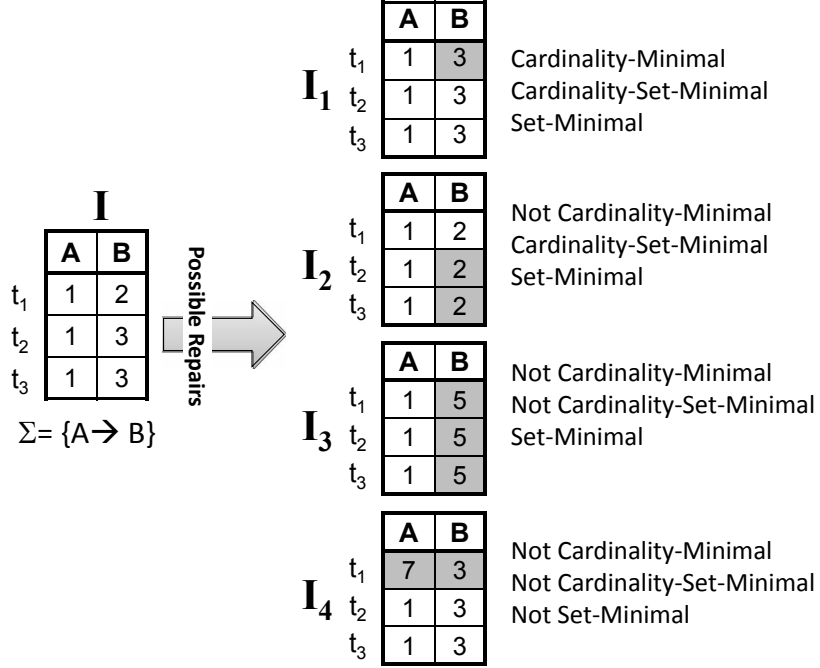 I
A B
t1 1 2
t2 1 3
t3 1 3
Σ= {A→ B}
Possible Repairs
I1
A B
t1 1 3
t2 1 3
t3 1 3
Cardinality-Minimal
Cardinality-Set-Minimal
Set-Minimal
I2
A B
t1 1 2
t2 1 2
t3 1 2
Not Cardinality-Minimal
Cardinality-Set-Minimal
Set-Minimal
I3
A B
t1 1 5
t2 1 5
t3 1 5
Not Cardinality-Minimal
Not Cardinality-Set-Minimal
Set-Minimal
I4
A B
t1 7 3
t2 1 3
t3 1 3
Not Cardinality-Minimal
Not Cardinality-Set-Minimal
Not Set-Minimal